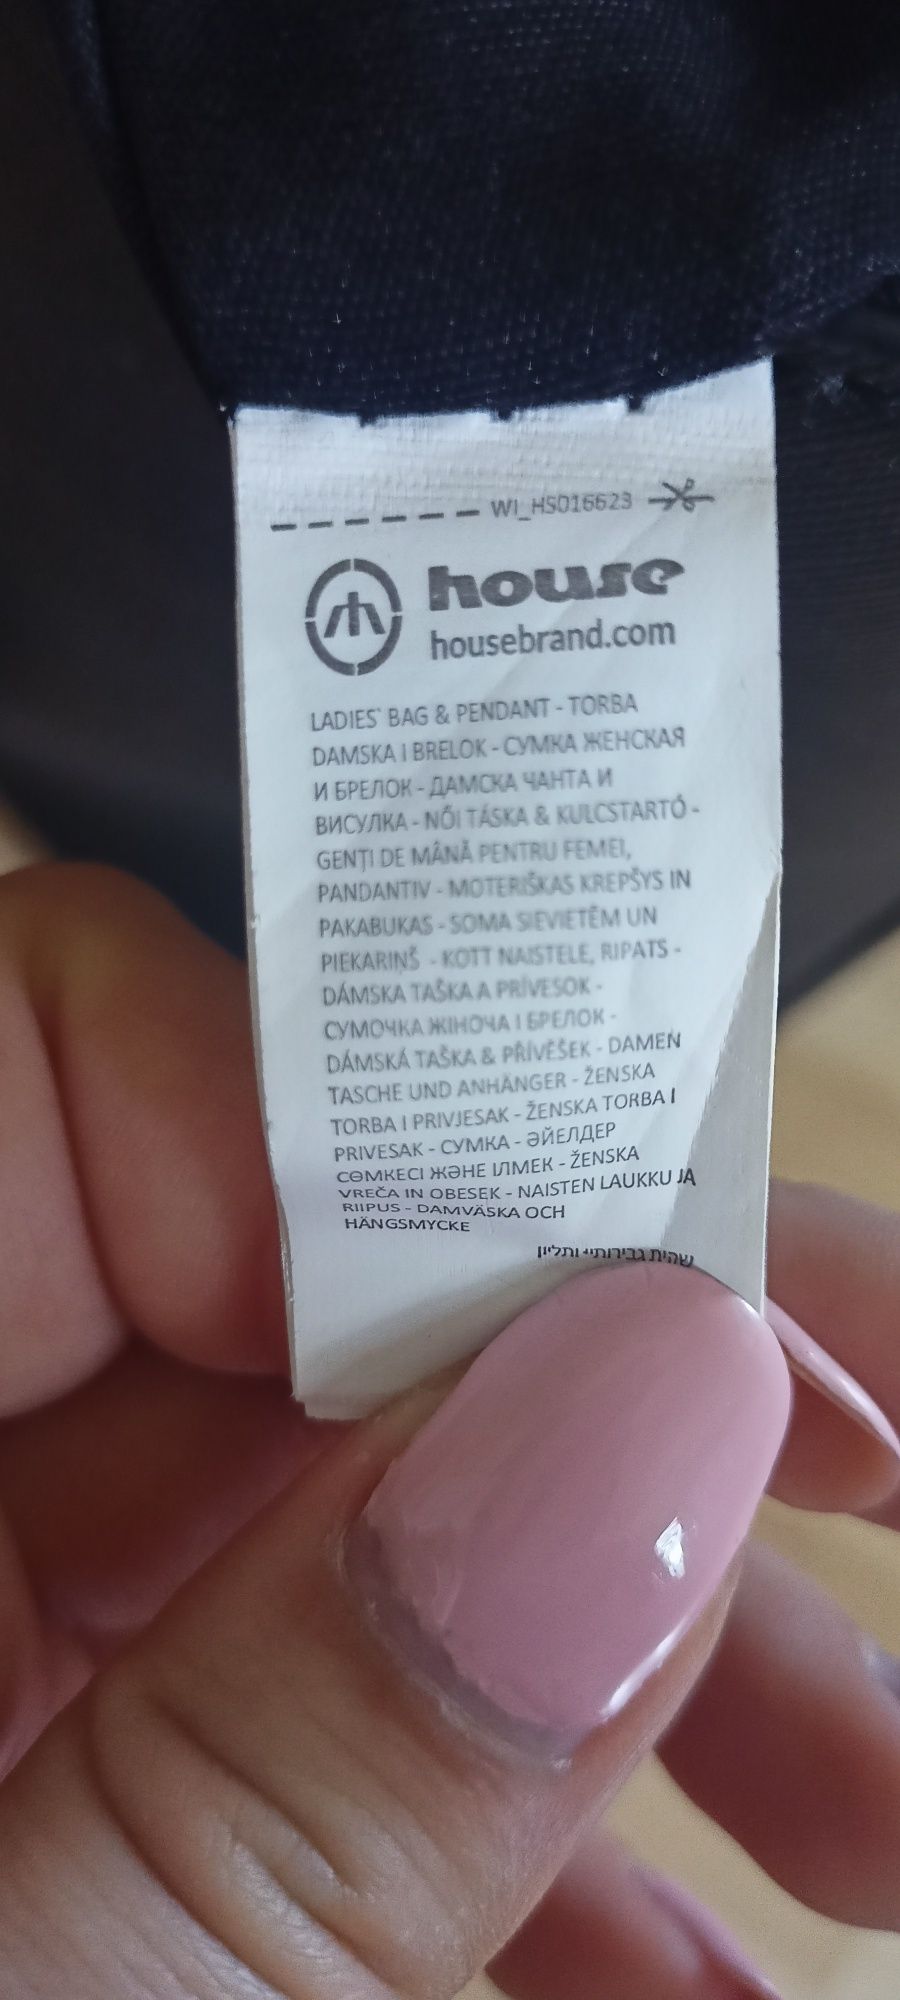 WI_HS016623
house
housebrand.com
LADIES` BAG & PENDANT - TORBA
DAMSKA I BRELOK - СУМКА ЖЕНСКАЯ
И БРЕЛОК - ДАМСКА ЧАНТА И
ВИСУЛКА - NŐI TÁSKA & KULCSTARTÓ -
GENȚI DE MÂNĂ PENTRU FEMEI,
PANDANTIV - MOTERIŠKAS KREPŠYS IN
PAKABUKAS - SOMA SIEVIETĒM UN
PIEKARIŅŠ - KOTT NAISTELE, RIPATS -
DÁMSKA TAŠKA A PRÍVESOK -
СУМОЧКА ЖІНОЧА І БРЕЛОК -
DÁMSKÁ TAŠKA & PŘÍVĚŠEK - DAMEN
TASCHE UND ANHÄNGER - ŽENSKA
TORBA I PRIVJESAK - ŽENSKA TORBA I
PRIVESAK - СУМКА - ӘЙЕЛДЕР
СӨМКЕСІ ЖӘНЕ ІЛМЕК - ŽENSKA
VREČA IN OBESEK - NAISTEN LAUKKU JA
RIIPUS - DAMVÄSKA OCH
HÄNGSMYCKE
ותליון